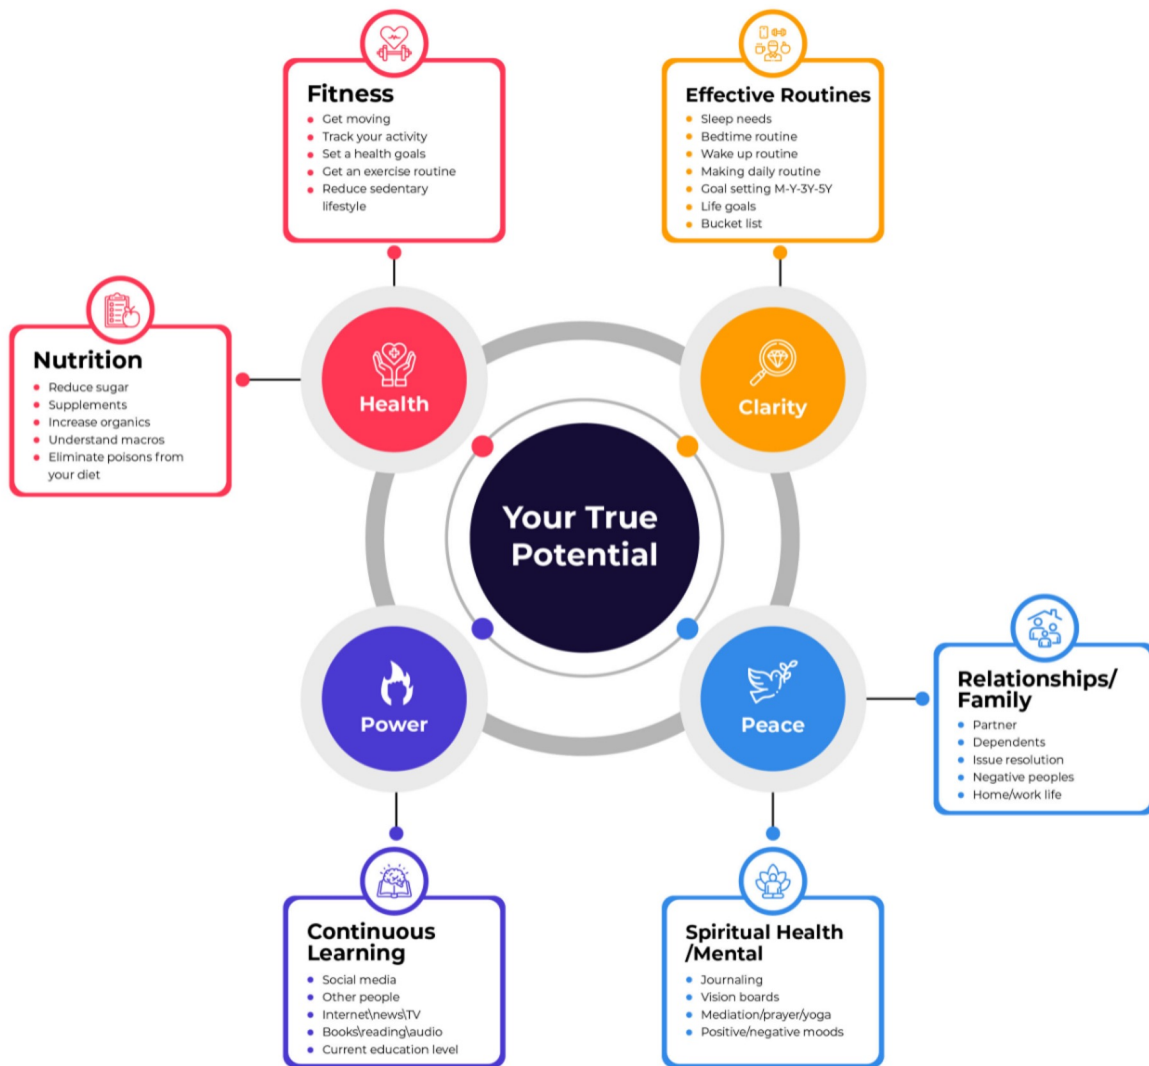 Fitness
Get moving
Track your activity
Set a health goals
Get an exercise routine
Reduce sedentary
lifestyle
Effective Routines
Sleep needs
Bedtime routine
Wake up routine
Making daily routine
Goal setting M-Y-3Y-5Y
Life goals
Bucket list
Nutrition
Reduce sugar
Supplements
Increase organics
Understand macros
Eliminate poisons from
your diet
Health
Clarity
Your True
Potential
Power
Peace
Relationships/
Family
Partner
Dependents
Issue resolution
Negative peoples
Home/work life
Continuous
Learning
Social media
Other people
Internet\news\TV
Books\reading\audio
Current education level
Spiritual Health
/Mental
Journaling
Vision boards
Mediation/prayer/yoga
Positive/negative moods